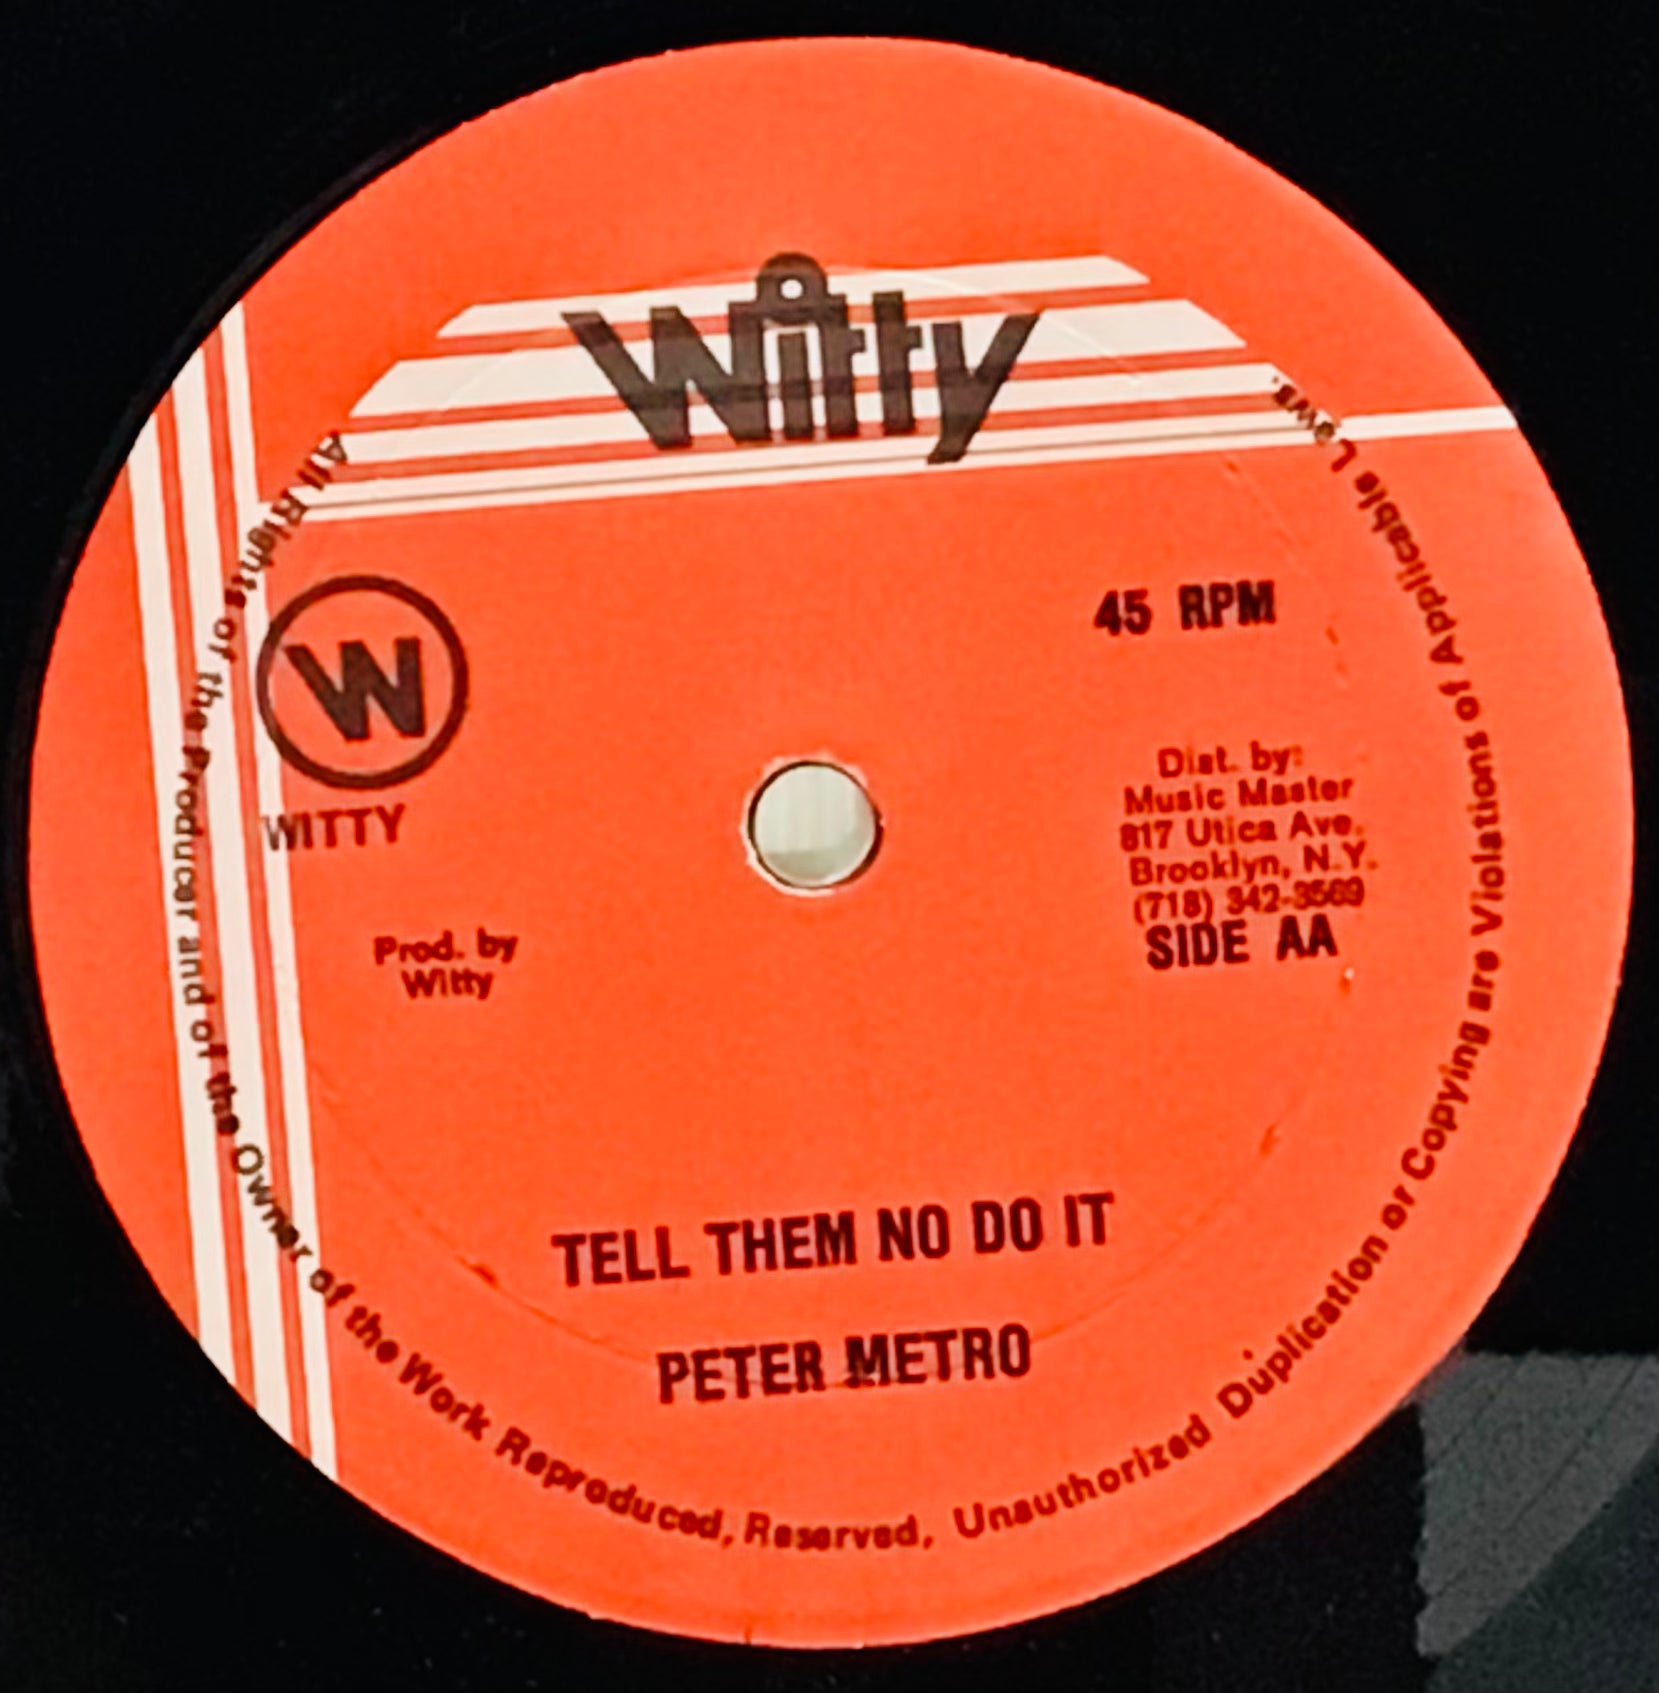 Witty
W
WITTY
45 RPM
Dist. by:
Music Master
817 Utica Ave.
Brooklyn, N.Y.
(718) 342-3569
SIDE AA
Prod. by
Witty
TELL THEM NO DO IT
PETER METRO
All Rights of the Producer and of the Owner of the Work Reproduced, Reserved, Unauthorized Duplication or Copying are Violations of Applicable Laws.